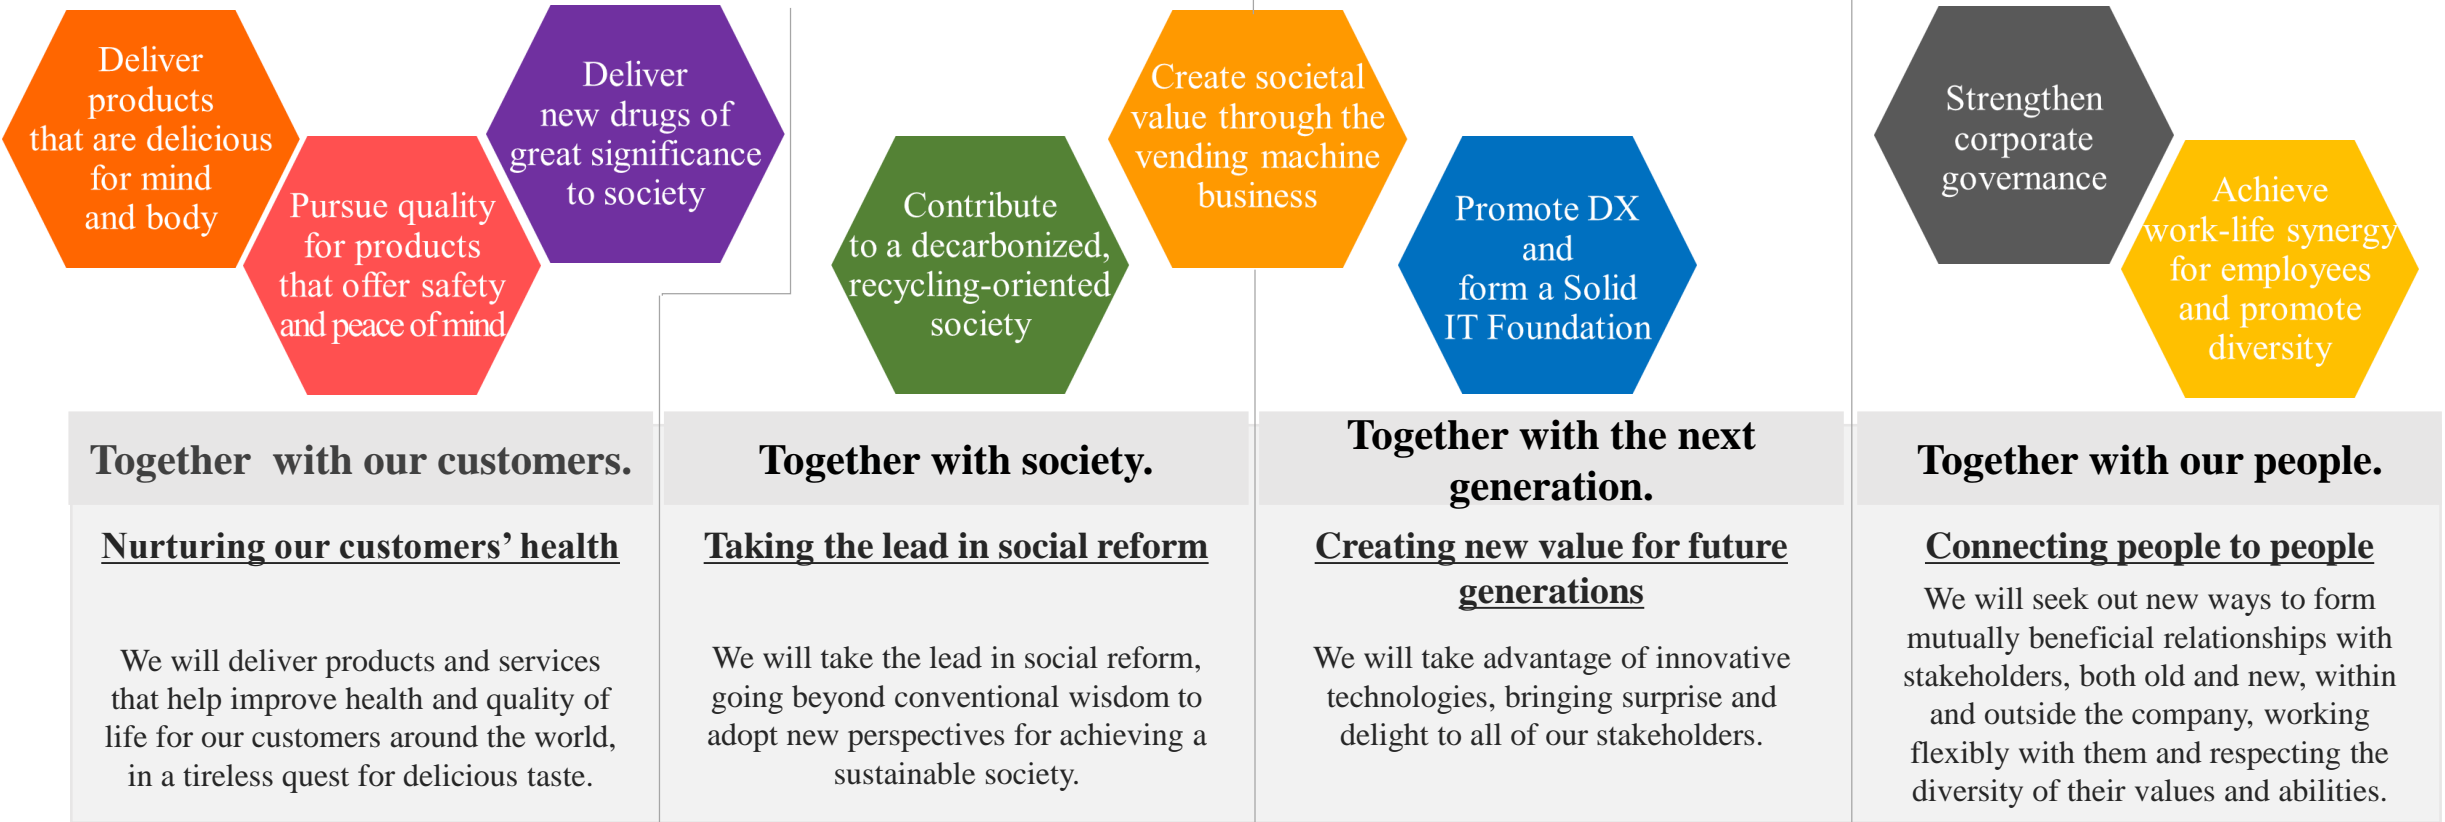 Deliver
products
that are delicious
for mind
and body
Pursue quality
for products
that offer safety
and peace of mind
Deliver
new drugs of
great significance
to society
Contribute
to a decarbonized,
recycling-oriented
society
Create societal
value through the
vending machine
business
Promote DX
and
form a Solid
IT Foundation
Strengthen
corporate
governance
Achieve
work-life synergy
for employees
and promote
diversity
Together with our customers.
Nurturing our customers’ health
We will deliver products and services
that help improve health and quality of
life for our customers around the world,
in a tireless quest for delicious taste.
Together with society.
Taking the lead in social reform
We will take the lead in social reform,
going beyond conventional wisdom to
adopt new perspectives for achieving a
sustainable society.
Together with the next
generation.
Creating new value for future
generations
We will take advantage of innovative
technologies, bringing surprise and
delight to all of our stakeholders.
Together with our people.
Connecting people to people
We will seek out new ways to form
mutually beneficial relationships with
stakeholders, both old and new, within
and outside the company, working
flexibly with them and respecting the
diversity of their values and abilities.